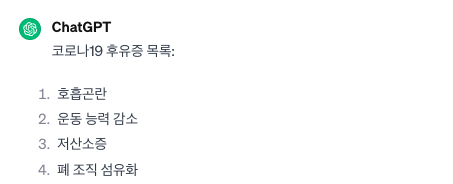 ChatGPT
코로나19 후유증 목록:
1. 호흡곤란
2. 운동 능력 감소
3. 저산소증
4. 폐 조직 섬유화